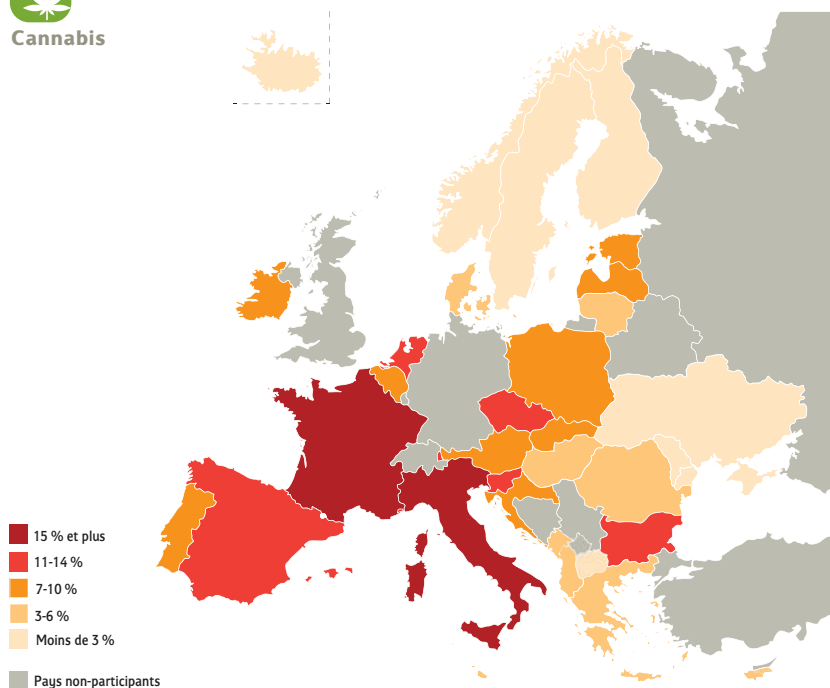 Cannabis
15 % et plus
11-14 %
7-10 %
3-6 %
Moins de 3 %
Pays non-participants